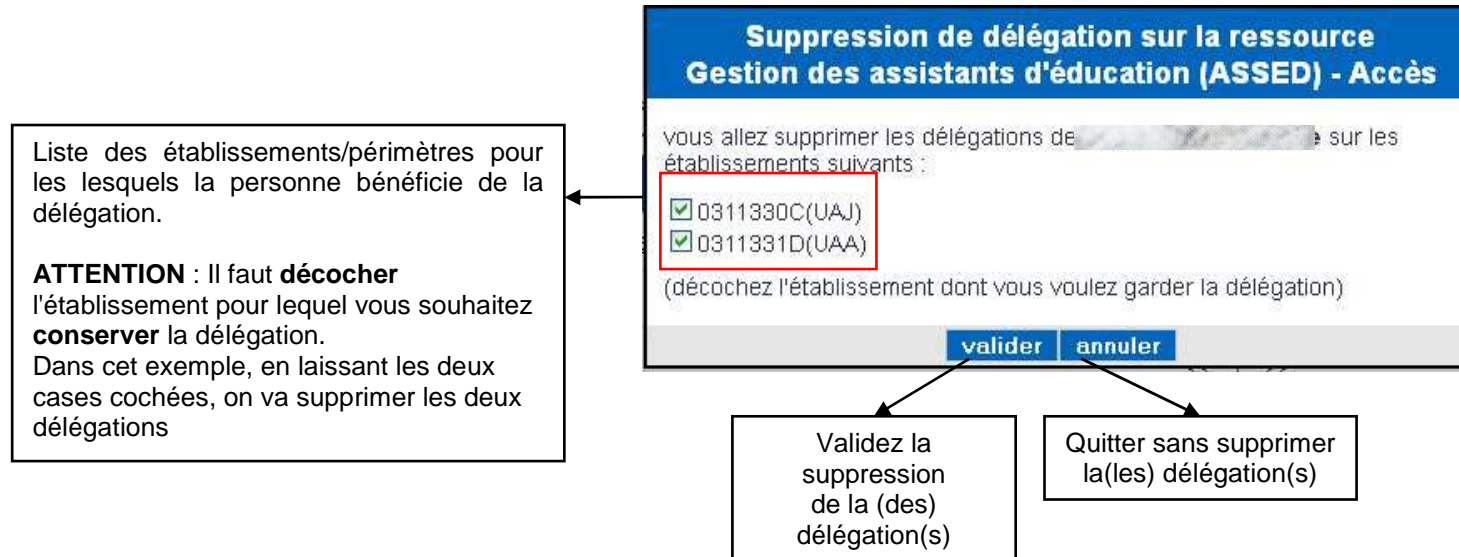 Suppression de délégation sur la ressource
Gestion des assistants d'éducation (ASSED) - Accès
vous allez supprimer les délégations de e sur les
établissements suivants :
0311330C(UAJ)
0311331D(UAA)
(décochez l'établissement dont vous voulez garder la délégation)
valider annuler
Liste des établissements/périmètres pour
les lesquels la personne bénéficie de la
délégation.
ATTENTION : Il faut décocher
l'établissement pour lequel vous souhaitez
conserver la délégation.
Dans cet exemple, en laissant les deux
cases cochées, on va supprimer les deux
délégations
Validez la
suppression
de la (des)
délégation(s)
Quitter sans supprimer
la(les) délégation(s)